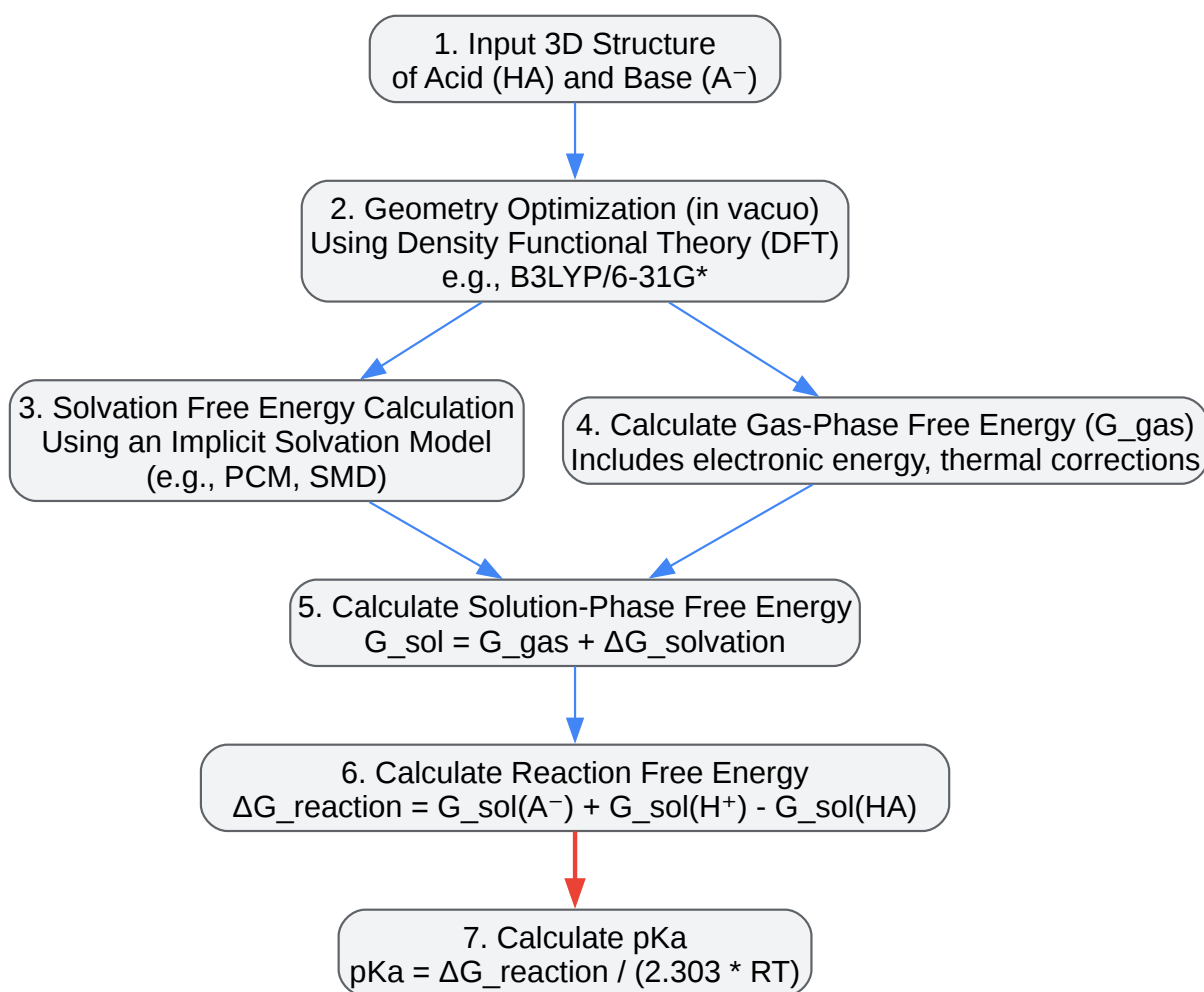 1. Input 3D Structure
of Acid (HA) and Base (A⁻)
2. Geometry Optimization (in vacuo)
Using Density Functional Theory (DFT)
e.g., B3LYP/6-31G*
3. Solvation Free Energy Calculation
Using an Implicit Solvation Model
(e.g., PCM, SMD)
4. Calculate Gas-Phase Free Energy (G_gas)
Includes electronic energy, thermal corrections
5. Calculate Solution-Phase Free Energy
G_sol = G_gas + ΔG_solvation
6. Calculate Reaction Free Energy
ΔG_reaction = G_sol(A⁻) + G_sol(H⁺) - G_sol(HA)
7. Calculate pKa
pKa = ΔG_reaction / (2.303 * RT)